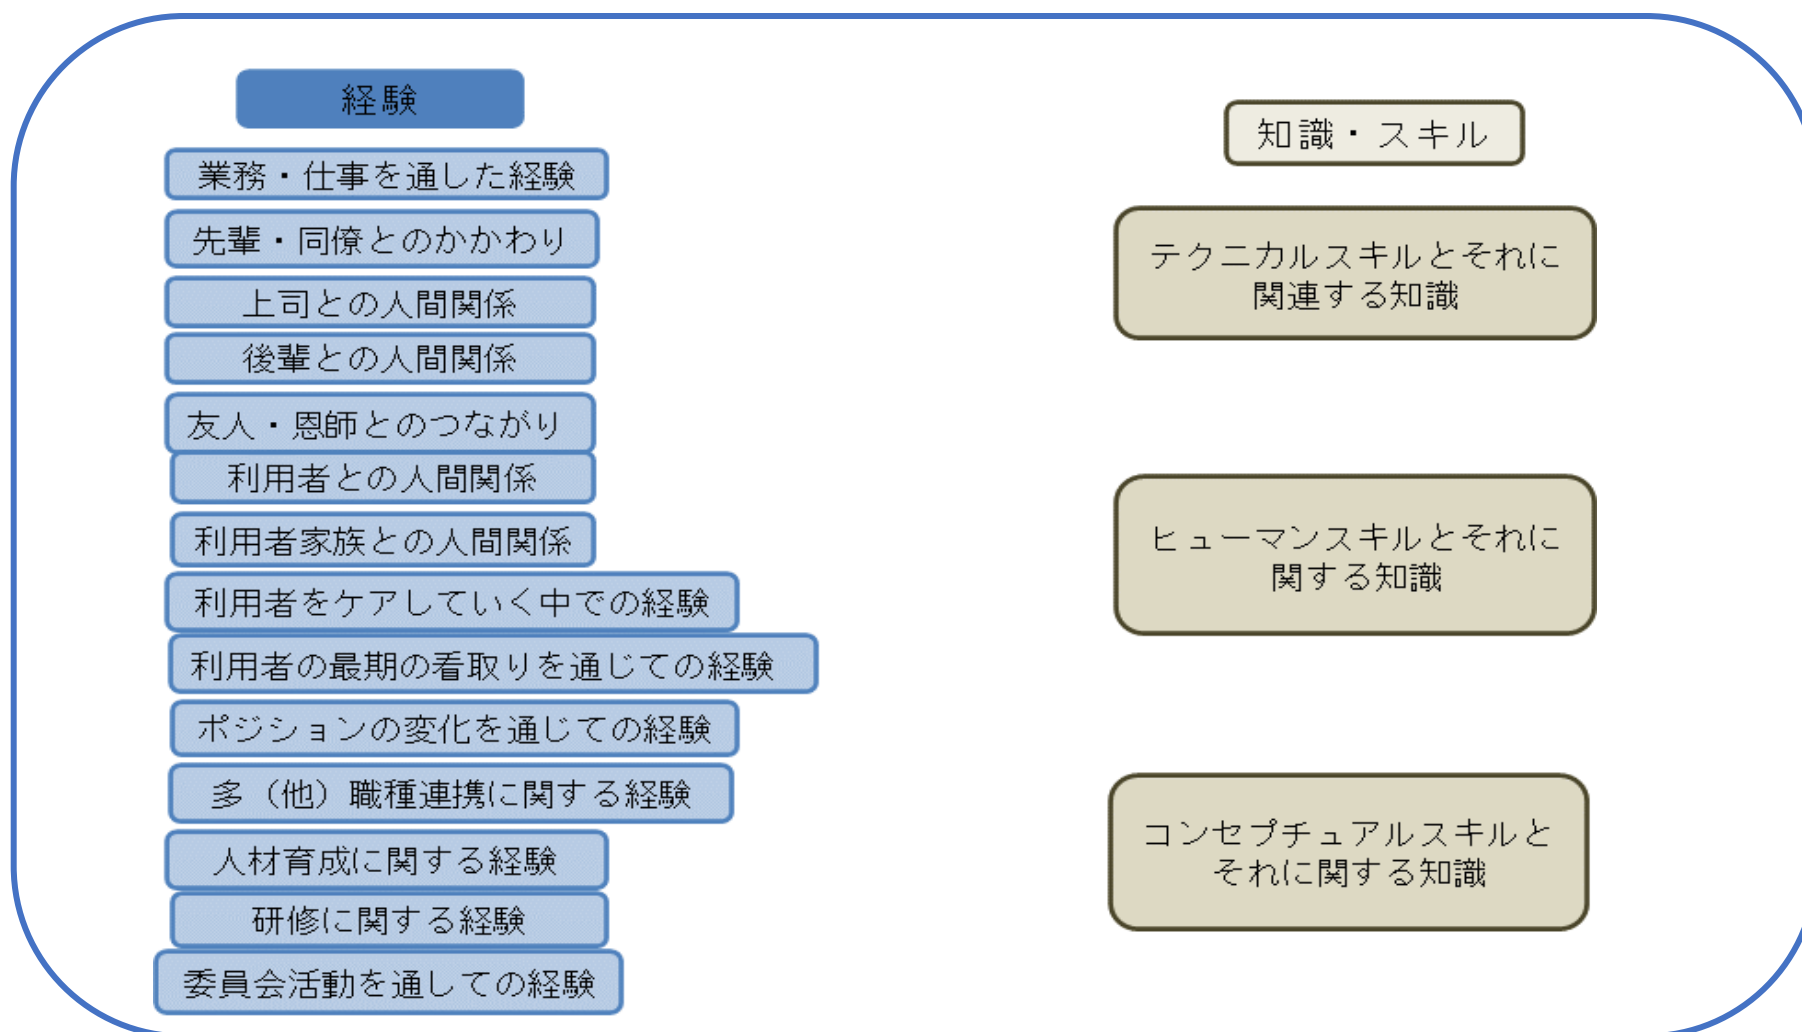 経験
業務・仕事を通した経験
先輩・同僚とのかかわり
上司との人間関係
後輩との人間関係
友人・恩師とのつながり
利用者との人間関係
利用者家族との人間関係
利用者をケアしていく中での経験
利用者の最期の看取りを通じての経験
ポジションの変化を通じての経験
多（他）職種連携に関する経験
人材育成に関する経験
研修に関する経験
委員会活動を通しての経験
知識・スキル
テクニカルスキルとそれに
関連する知識
ヒューマンスキルとそれに
関する知識
コンセプチュアルスキルと
それに関する知識